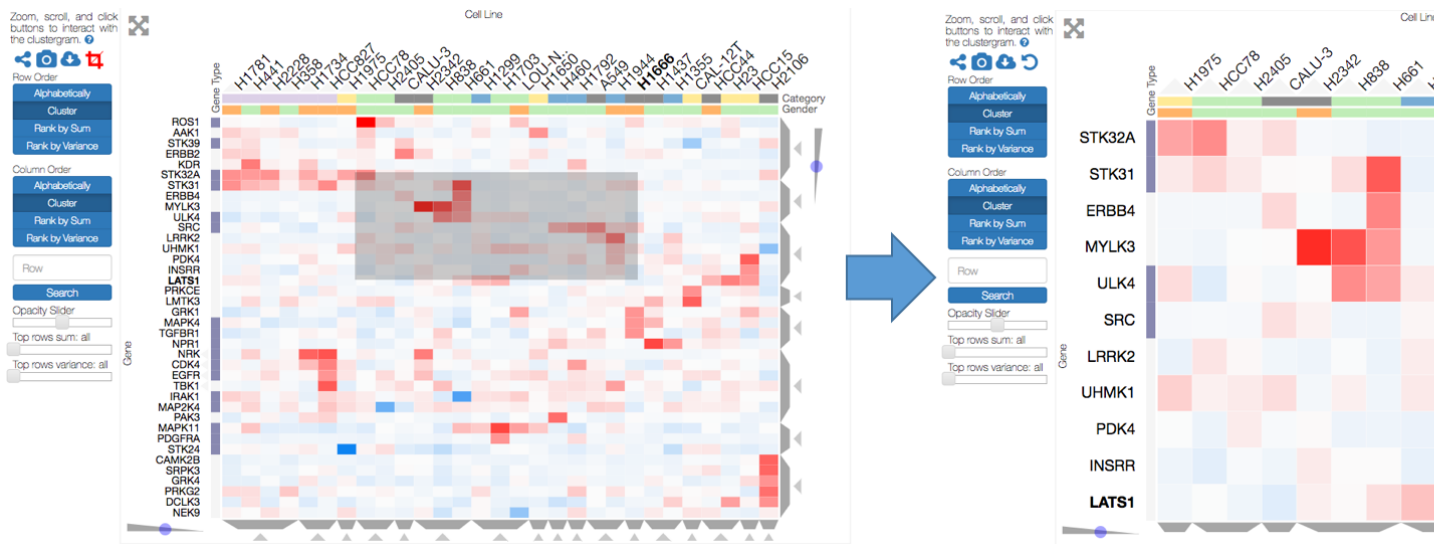 Zoom, scroll, and click
buttons to interact with
the clustergram.
Row Order
Alphabetically
Cluster
Rank by Sum
Rank by Variance
Column Order
Alphabetically
Cluster
Rank by Sum
Rank by Variance
Row
Search
Opacity Slider
Top rows sum: all
Top rows variance: all
Cell Line
Gene Type
H1781
H441
H2228
H358
H1734
HCC827
H1975
HCC78
H2405
CALU-3
H2342
H838
H661
H1299
H1703
OU-N..
H1650
H460
H1792
A549
H1944
H1666
H1437
H1355
CAL-12T
HCC44
H23
HCC15
H2106
Category
Gender
Gene
ROS1
AAK1
STK39
ERBB2
KDR
STK32A
STK31
ERBB4
MYLK3
ULK4
SRC
LRRK2
UHMK1
PDK4
INSRR
LATS1
PRKCE
LMTK3
GRK1
MAPK4
TGFBR1
NPR1
NRK
CDK4
EGFR
TBK1
IRAK1
MAP2K4
PAK3
MAPK11
PDGFRA
STK24
CAMK2B
SRPK3
GRK4
PRKG2
DCLK3
NEK9
Zoom, scroll, and click
buttons to interact with
the clustergram.
Row Order
Alphabetically
Cluster
Rank by Sum
Rank by Variance
Column Order
Alphabetically
Cluster
Rank by Sum
Rank by Variance
Row
Search
Opacity Slider
Top rows sum: all
Top rows variance: all
Gene Type
H1975
HCC78
H2405
CALU-3
H2342
H838
H661
Gene
STK32A
STK31
ERBB4
MYLK3
ULK4
SRC
LRRK2
UHMK1
PDK4
INSRR
LATS1